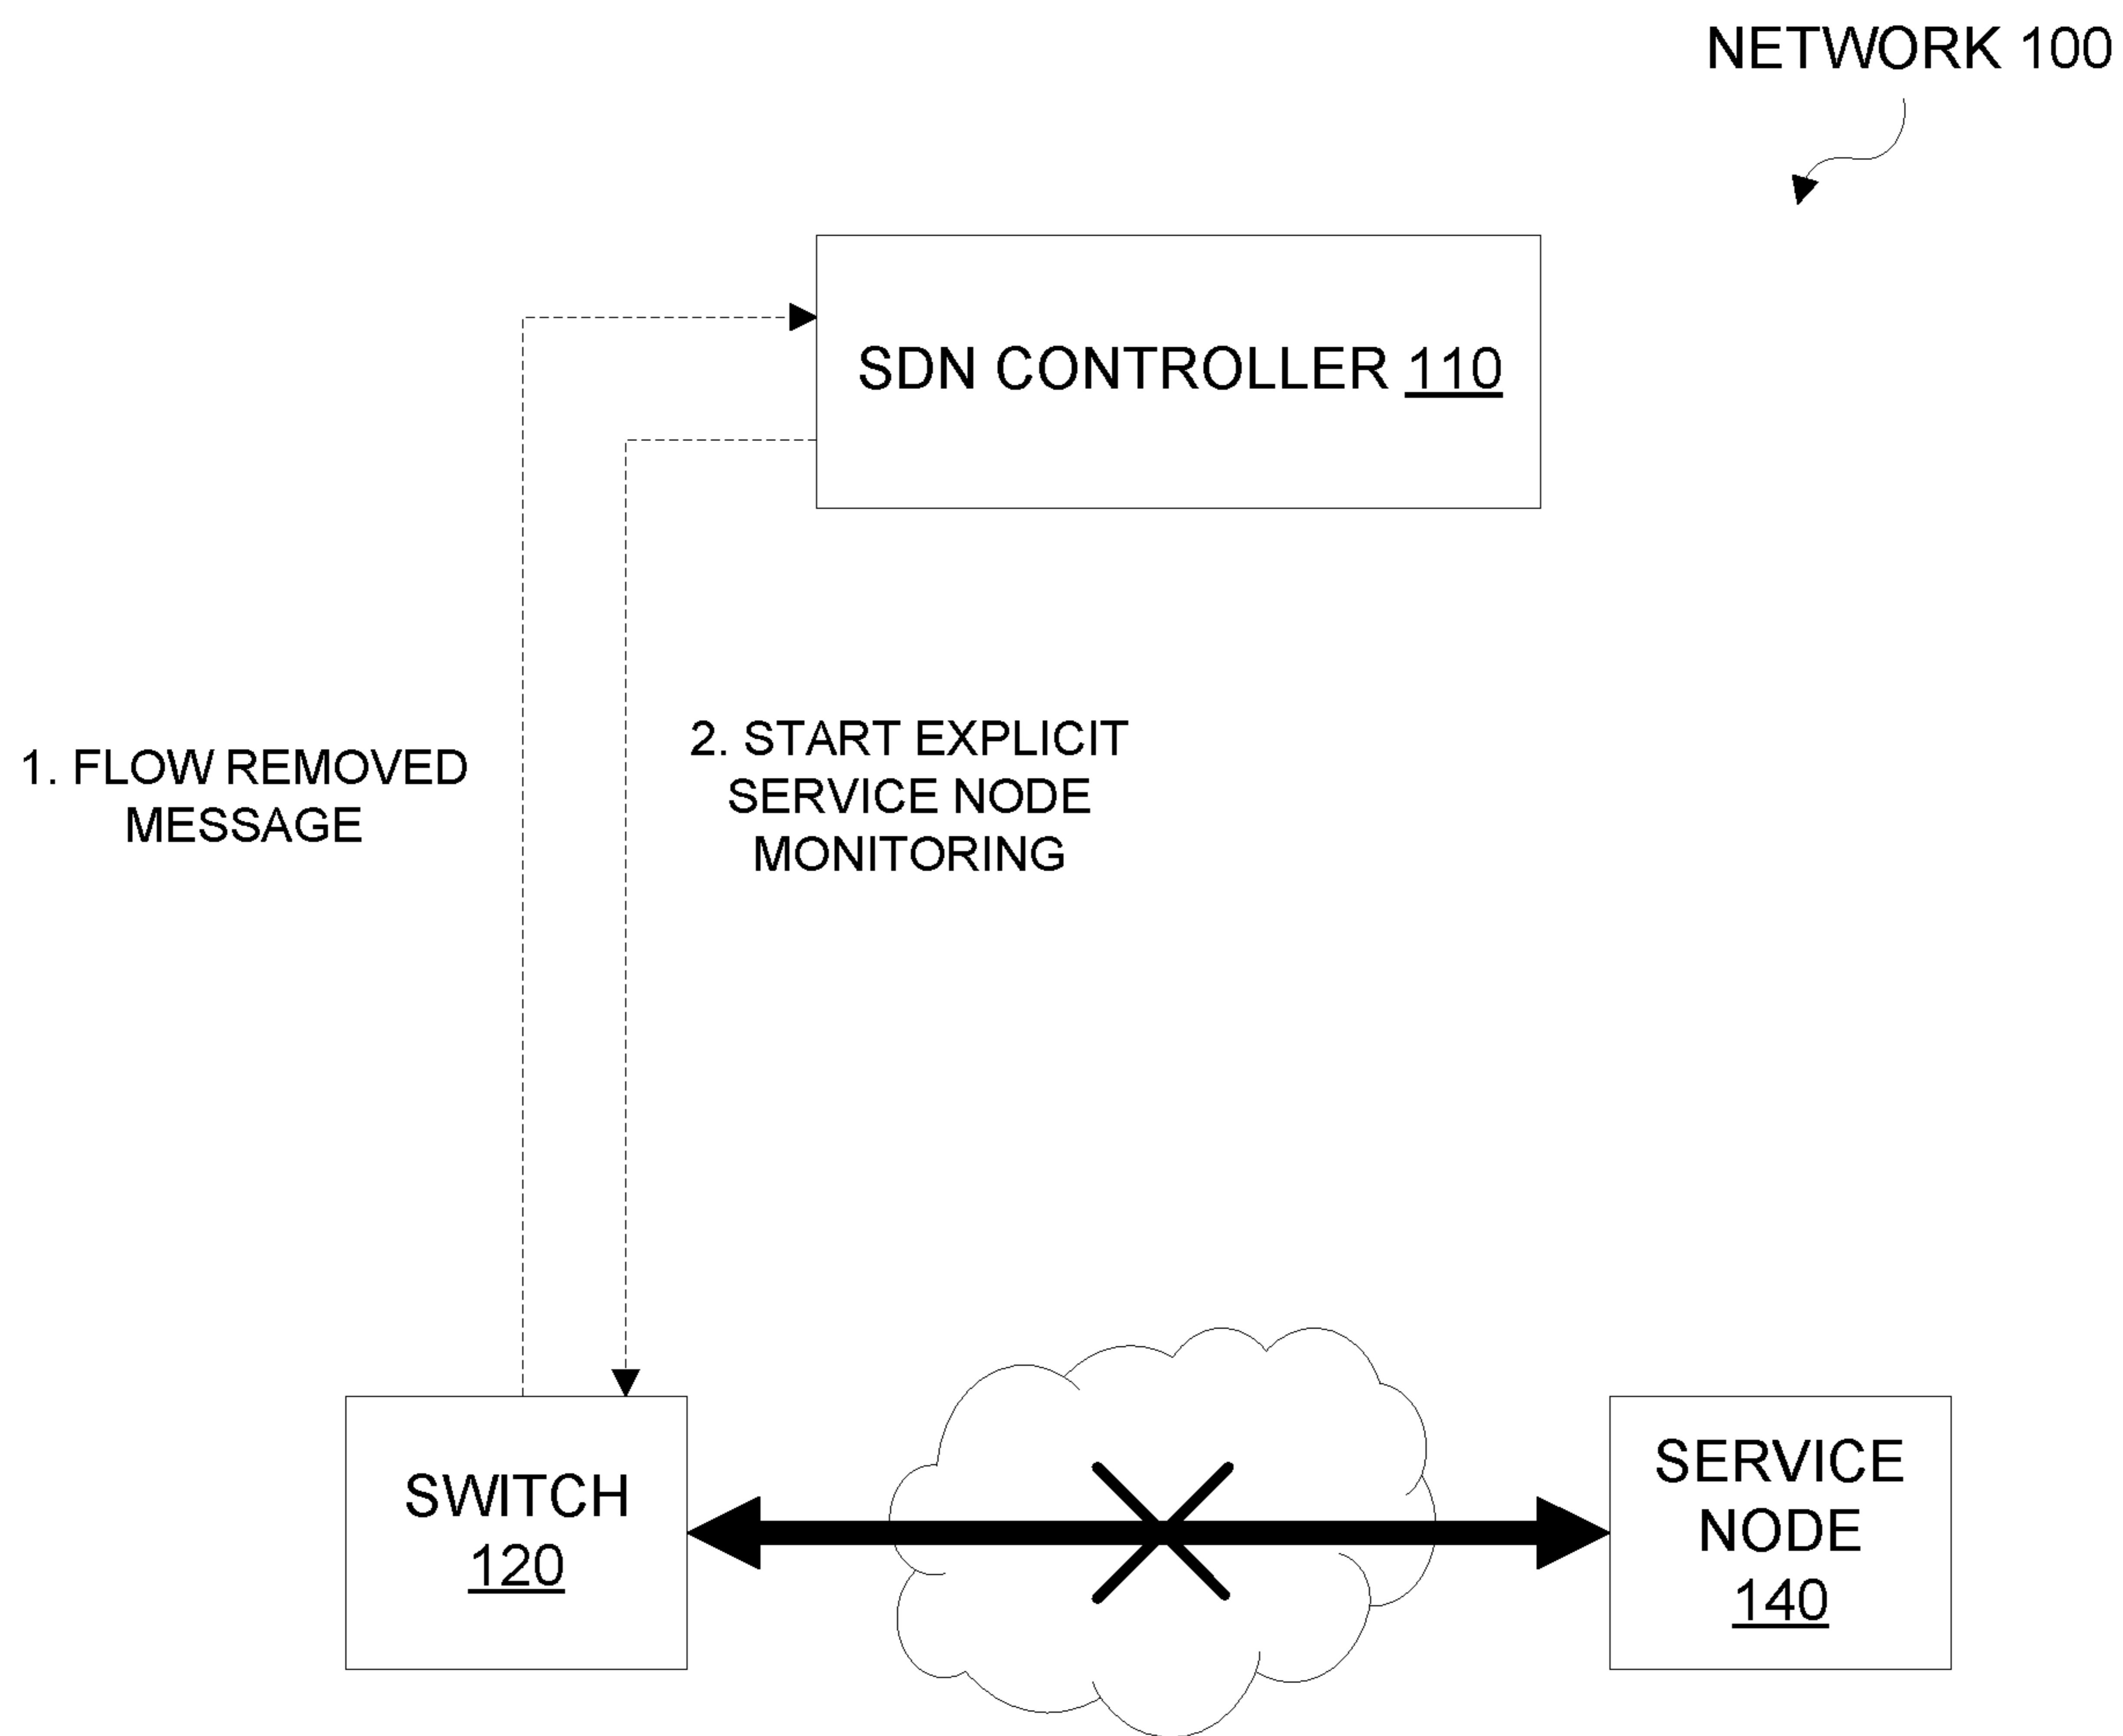 NETWORK 100
SDN CONTROLLER 110
1. FLOW REMOVED
MESSAGE
2. START EXPLICIT
SERVICE NODE
MONITORING
SWITCH
120
SERVICE
NODE
140